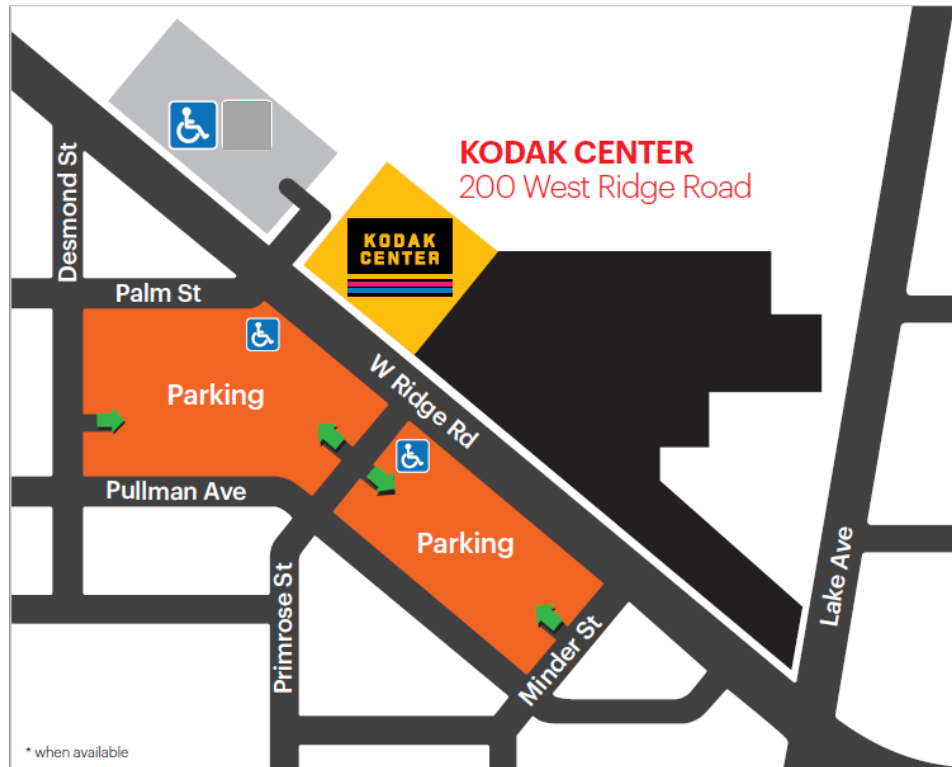 KODAK CENTER
200 West Ridge Road
Desmond St
KODAK
CENTER
Palm St
Parking
W Ridge Rd
Pullman Ave
Parking
Primrose St
Minder St
Lake Ave
* when available